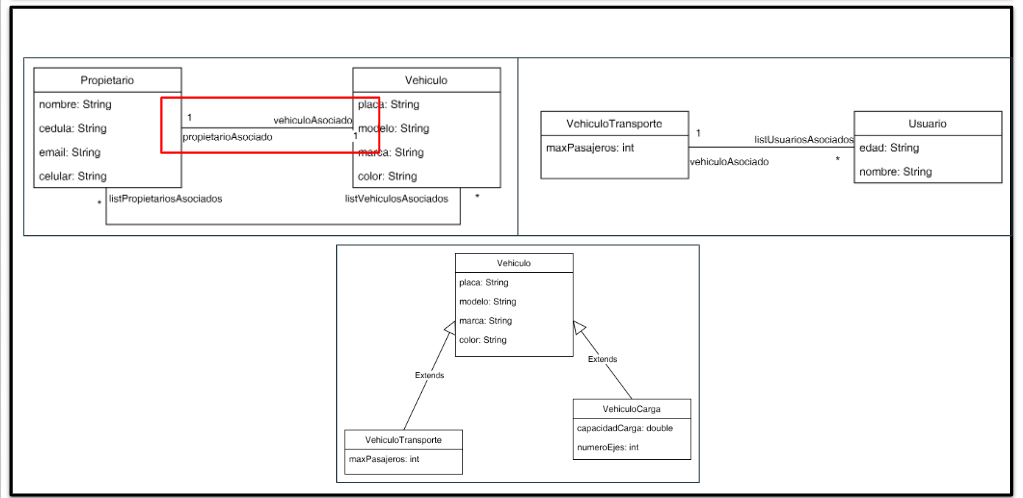 Propietario
nombre: String
cedula: String
email: String
celular: String
1
vehiculoAsociado
propietarioAsociado
1
Vehiculo
placa: String
modelo: String
marca: String
color: String
*
listPropietariosAsociados
listVehiculosAsociados
*
VehiculoTransporte
maxPasajeros: int
1
listUsuariosAsociados
vehiculoAsociado
*
Usuario
edad: String
nombre: String
Vehiculo
placa: String
modelo: String
marca: String
color: String
Extends
Extends
VehiculoTransporte
maxPasajeros: int
VehiculoCarga
capacidadCarga: double
numeroEjes: int